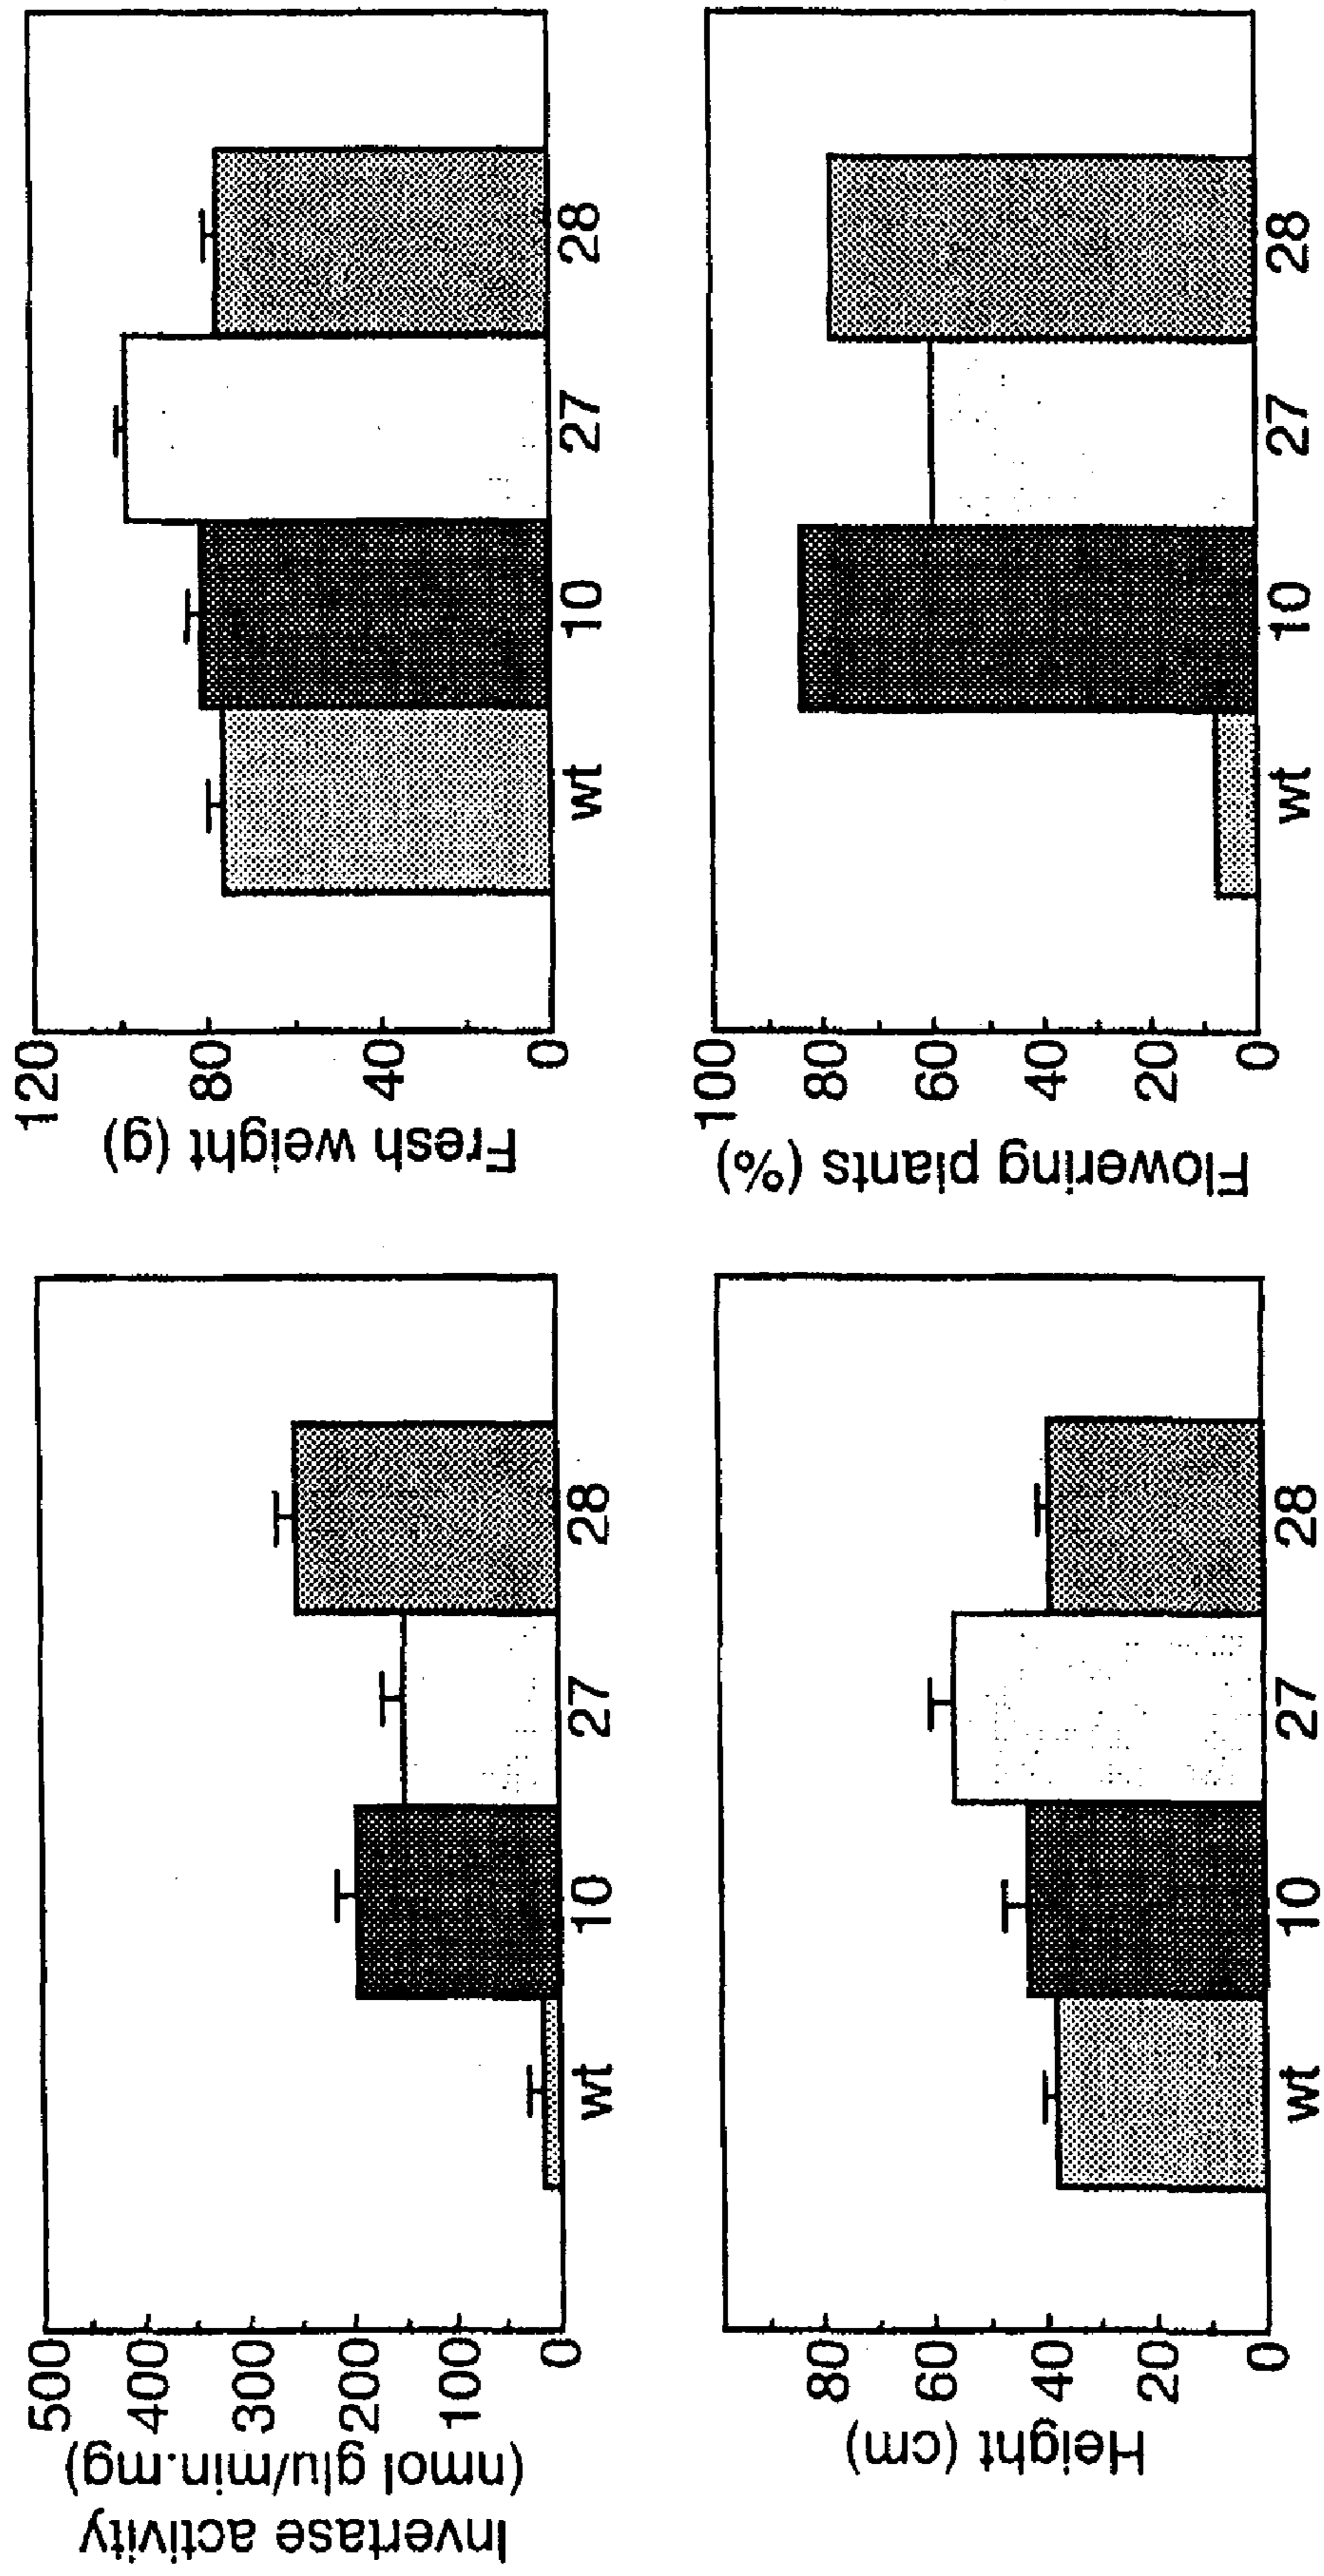 Invertase activity
(nmol glu/min.mg)
500
400
300
200
100
0
wt 10 27 28
Fresh weight (g)
120
80
40
0
wt 10 27 28
Height (cm)
80
60
40
20
0
wt 10 27 28
Flowering plants (%)
100
80
60
40
20
0
wt 10 27 28